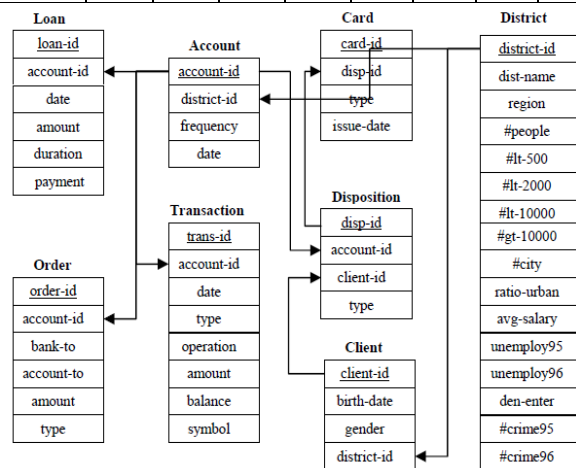 Loan
loan-id
account-id
date
amount
duration
payment
Account
account-id
district-id
frequency
date
Card
card-id
disp-id
type
issue-date
District
district-id
dist-name
region
#people
#lt-500
#lt-2000
#lt-10000
#gt-10000
#city
ratio-urban
avg-salary
unemploy95
unemploy96
den-enter
#crime95
#crime96
Transaction
trans-id
account-id
date
type
operation
amount
balance
symbol
Disposition
disp-id
account-id
client-id
type
Order
order-id
account-id
bank-to
account-to
amount
type
Client
client-id
birth-date
gender
district-id